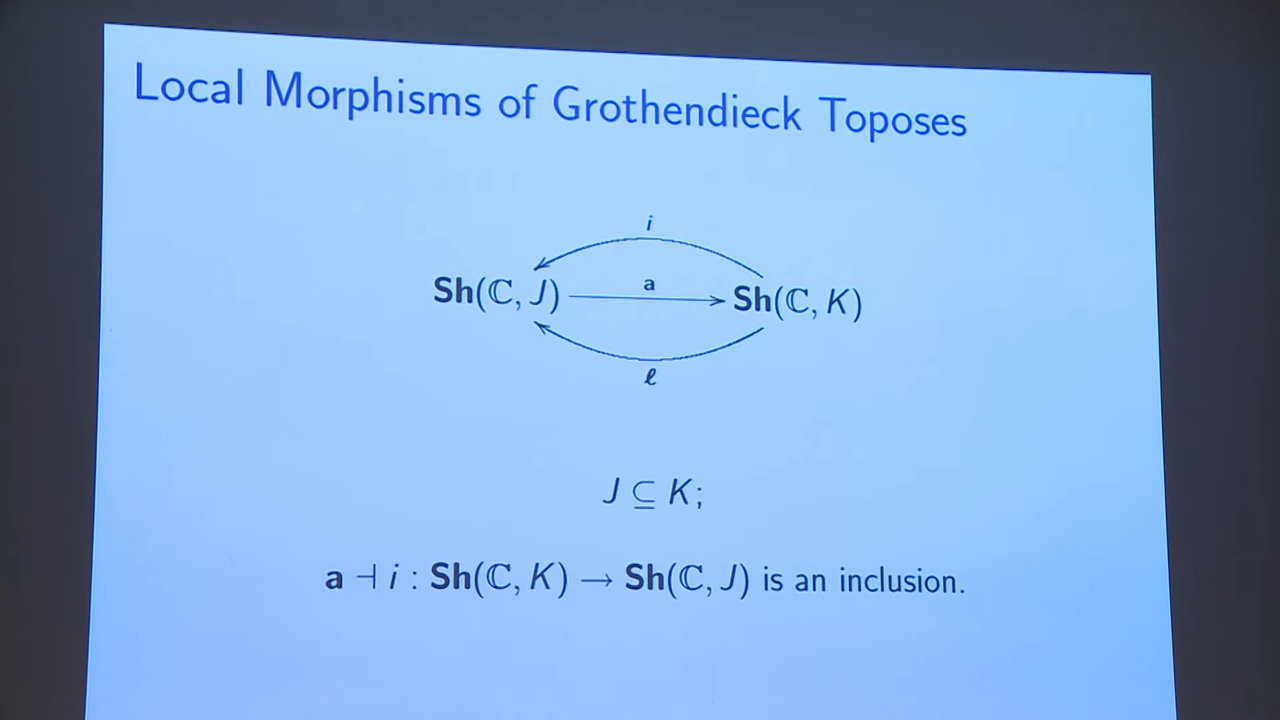 Local Morphisms of Grothendieck Toposes
i
Sh(ℂ, J) a Sh(ℂ, K)
ℓ
J ⊆ K;
a ⊣ i : Sh(ℂ, K) → Sh(ℂ, J) is an inclusion.